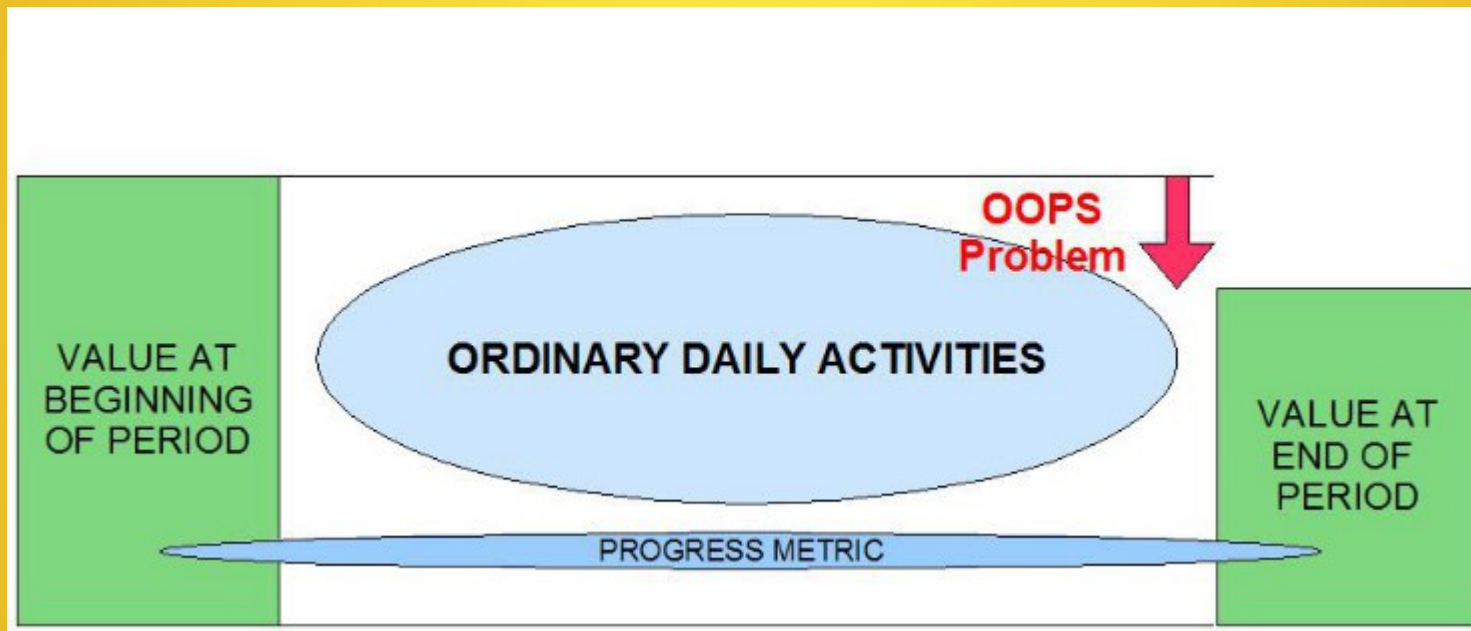 OOPS
Problem
VALUE AT
BEGINNING
OF PERIOD
ORDINARY DAILY ACTIVITIES
VALUE AT
END OF
PERIOD
PROGRESS METRIC